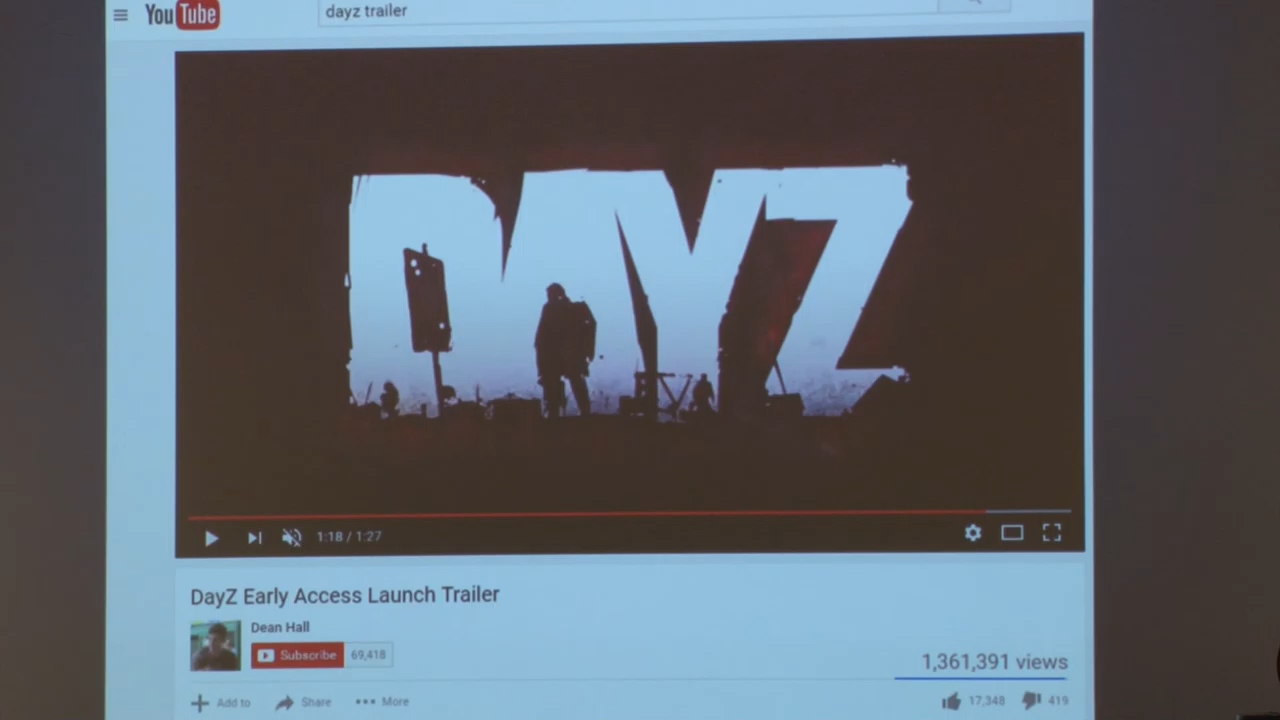 YouTube
dayz trailer
DAYZ
1:18 / 1:27
DayZ Early Access Launch Trailer
Dean Hall
Subscribe 69,418
1,361,391 views
Add to Share More
17,348 419